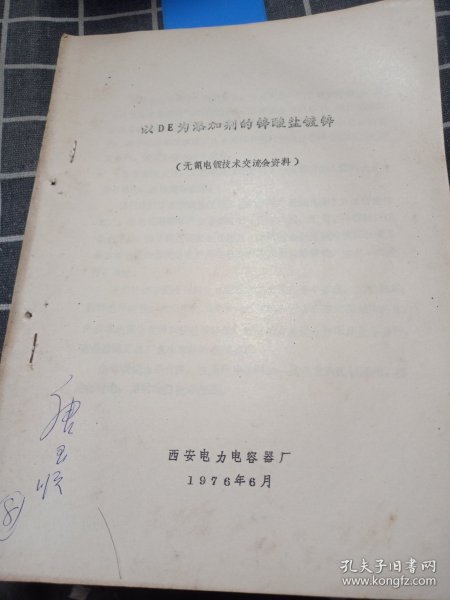 以DE为添加剂的锌酸盐镀锌
(无氰电镀技术交流会资料)
西安电力电容器厂
1976年6月
8
孔夫子旧书网
www.kongfz.com